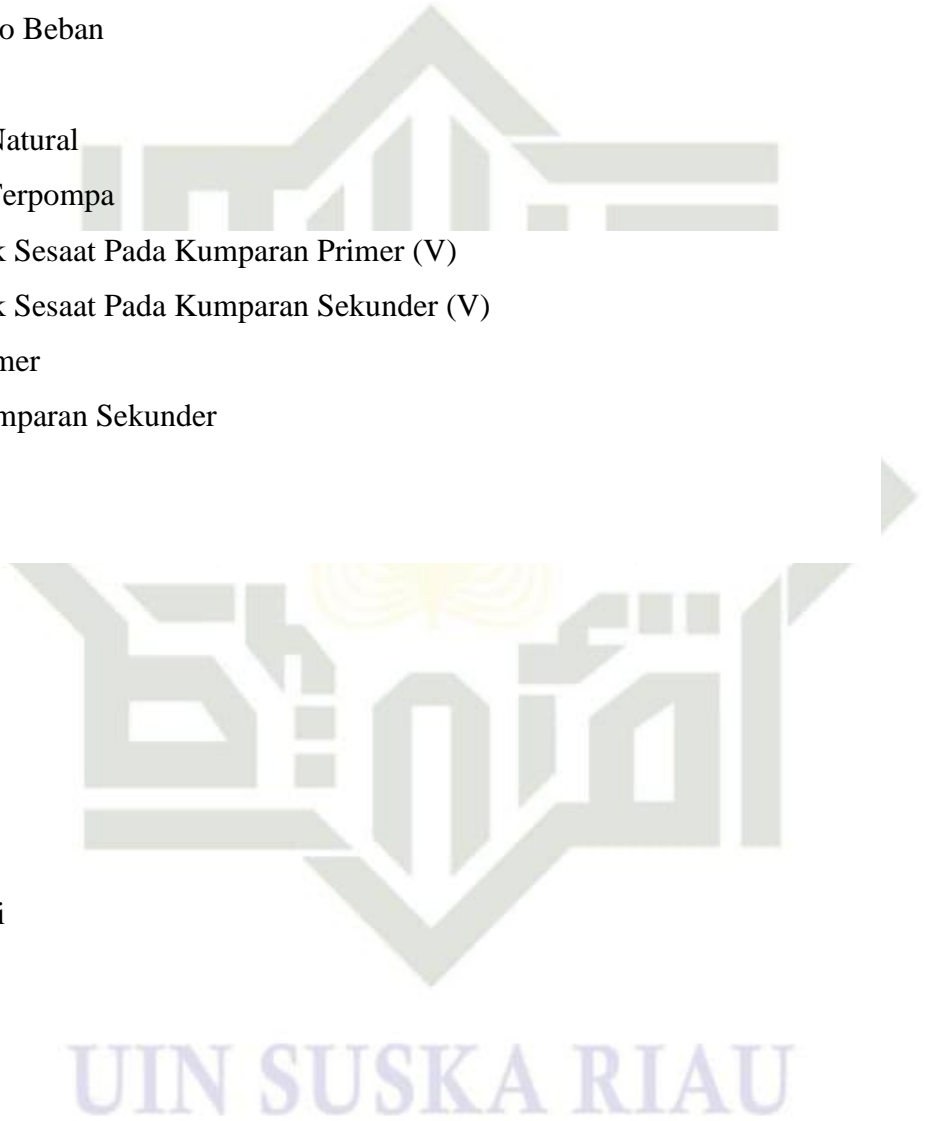 o Beban
Natural
Terpompa
k Sesaat Pada Kumparan Primer (V)
k Sesaat Pada Kumparan Sekunder (V)
mer
mparan Sekunder
i
UIN SUSKA RIAU